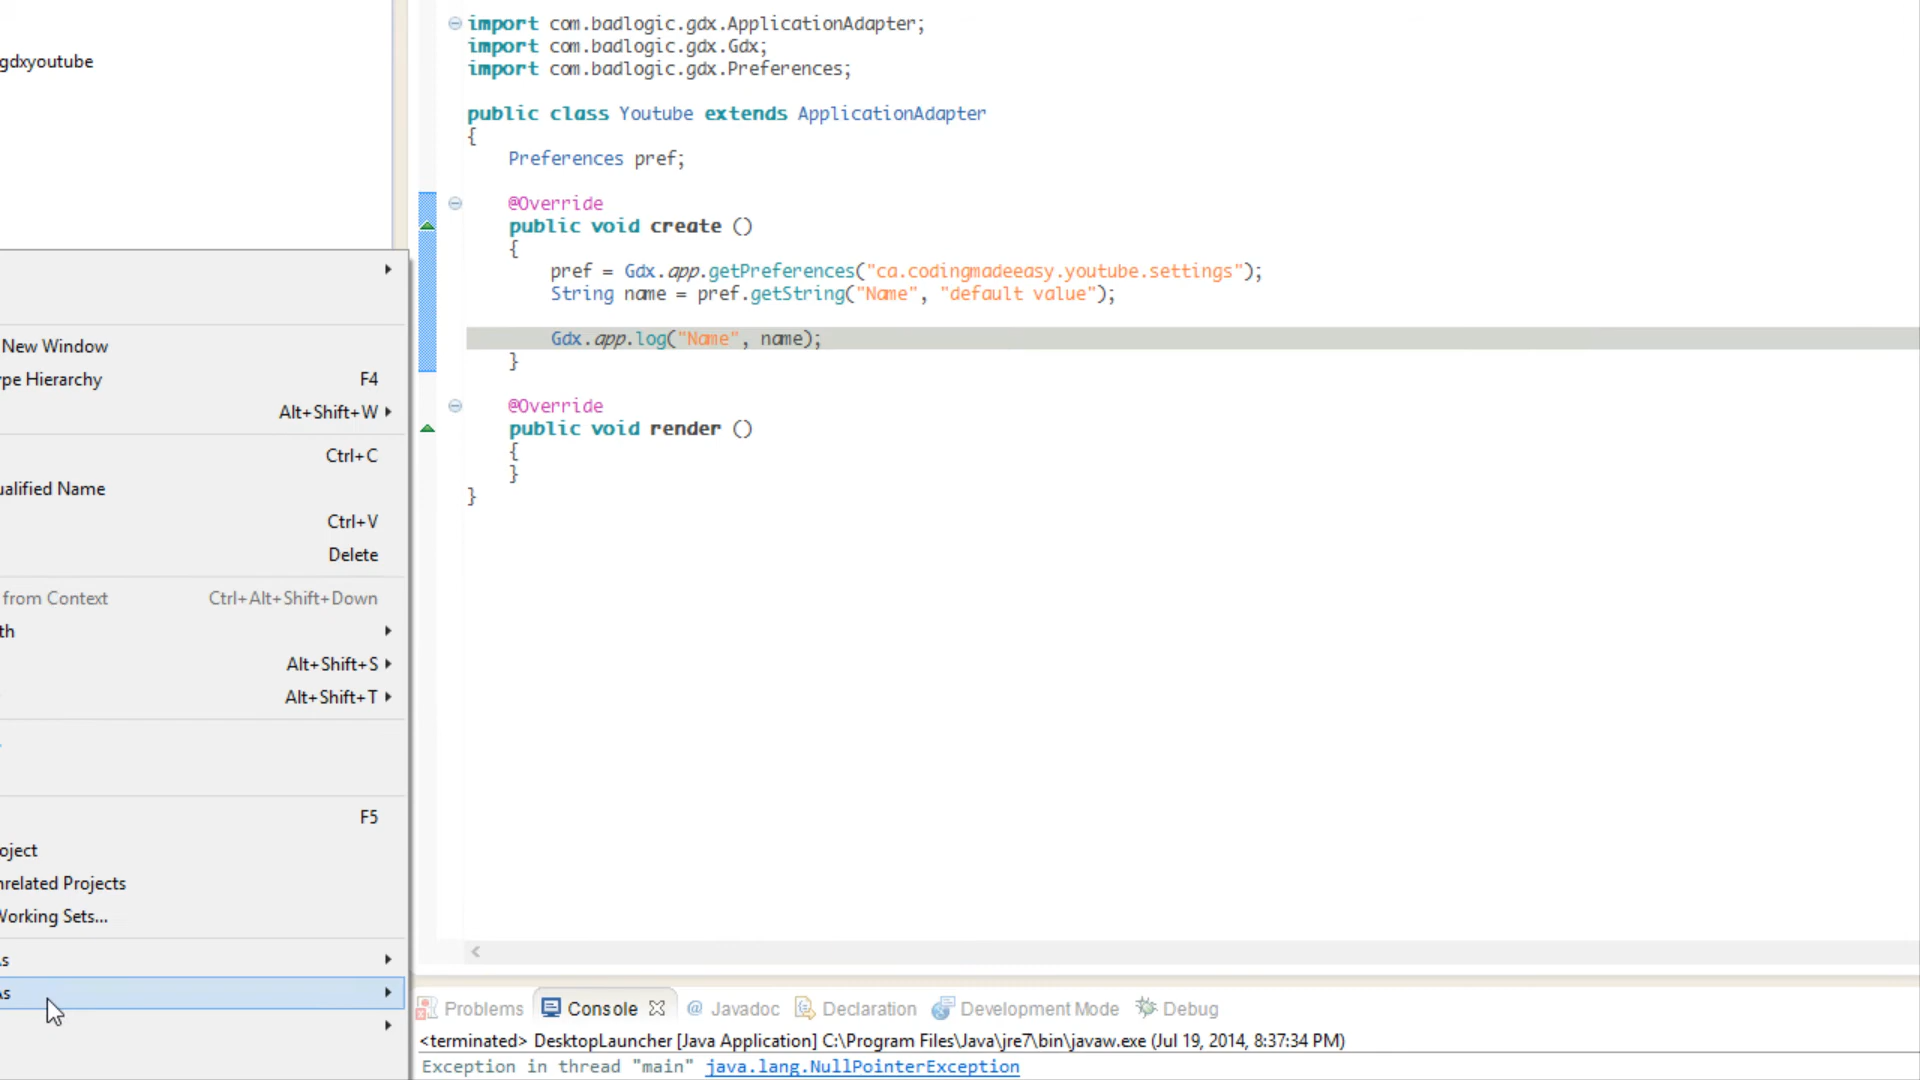 gdxyoutube
New Window
pe Hierarchy F4
Alt+Shift+W
Ctrl+C
ualified Name
Ctrl+V
Delete
from Context Ctrl+Alt+Shift+Down
th
Alt+Shift+S
Alt+Shift+T
F5
oject
nrelated Projects
Working Sets...
As
As
import com.badlogic.gdx.ApplicationAdapter;
import com.badlogic.gdx.Gdx;
import com.badlogic.gdx.Preferences;
public class Youtube extends ApplicationAdapter
{
Preferences pref;
@Override
public void create ()
{
pref = Gdx.app.getPreferences("ca.codingmadeeasy.youtube.settings");
String name = pref.getString("Name", "default value");
Gdx.app.log("Name", name);
}
@Override
public void render ()
{
}
}
Problems Console @ Javadoc Declaration Development Mode Debug
<terminated> DesktopLauncher [Java Application] C:\Program Files\Java\jre7\bin\javaw.exe (Jul 19, 2014, 8:37:34 PM)
Exception in thread "main" java.lang.NullPointerException